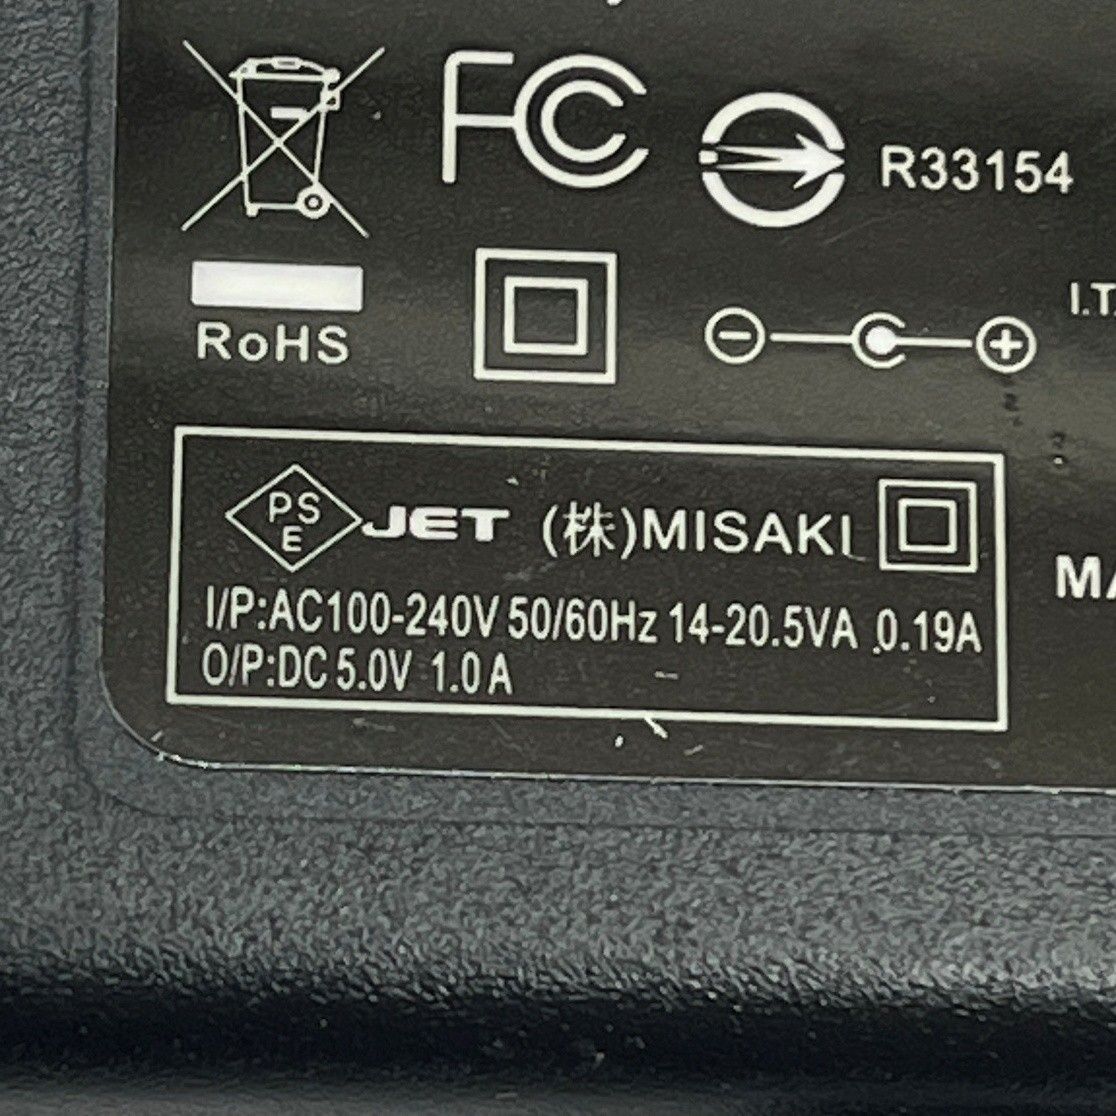 FC R33154
I.T.
RoHS
PSE JET (株)MISAKI
I/P:AC100-240V 50/60Hz 14-20.5VA 0.19A
O/P:DC 5.0V 1.0A
MA